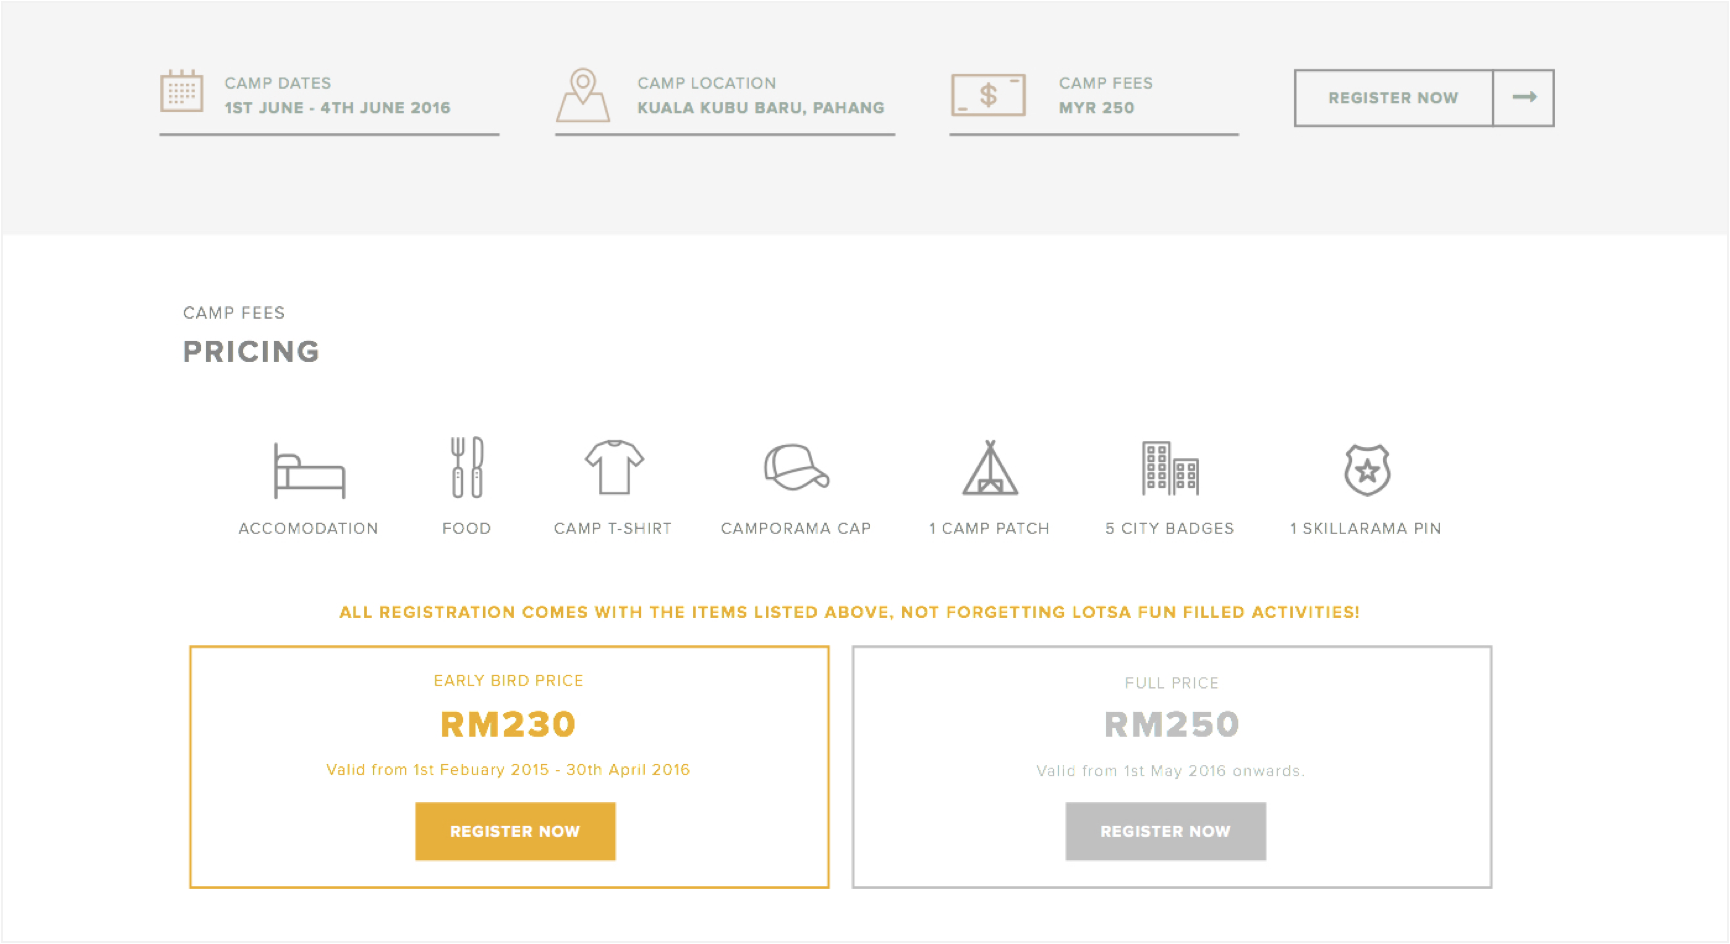 CAMP DATES
1ST JUNE - 4TH JUNE 2016
CAMP LOCATION
KUALA KUBU BARU, PAHANG
$
CAMP FEES
MYR 250
REGISTER NOW
CAMP FEES
PRICING
ACCOMODATION
FOOD
CAMP T-SHIRT
CAMPORAMA CAP
1 CAMP PATCH
5 CITY BADGES
1 SKILLARAMA PIN
ALL REGISTRATION COMES WITH THE ITEMS LISTED ABOVE, NOT FORGETTING LOTSA FUN FILLED ACTIVITIES!
EARLY BIRD PRICE
RM230
Valid from 1st Febuary 2015 - 30th April 2016
REGISTER NOW
FULL PRICE
RM250
Valid from 1st May 2016 onwards.
REGISTER NOW